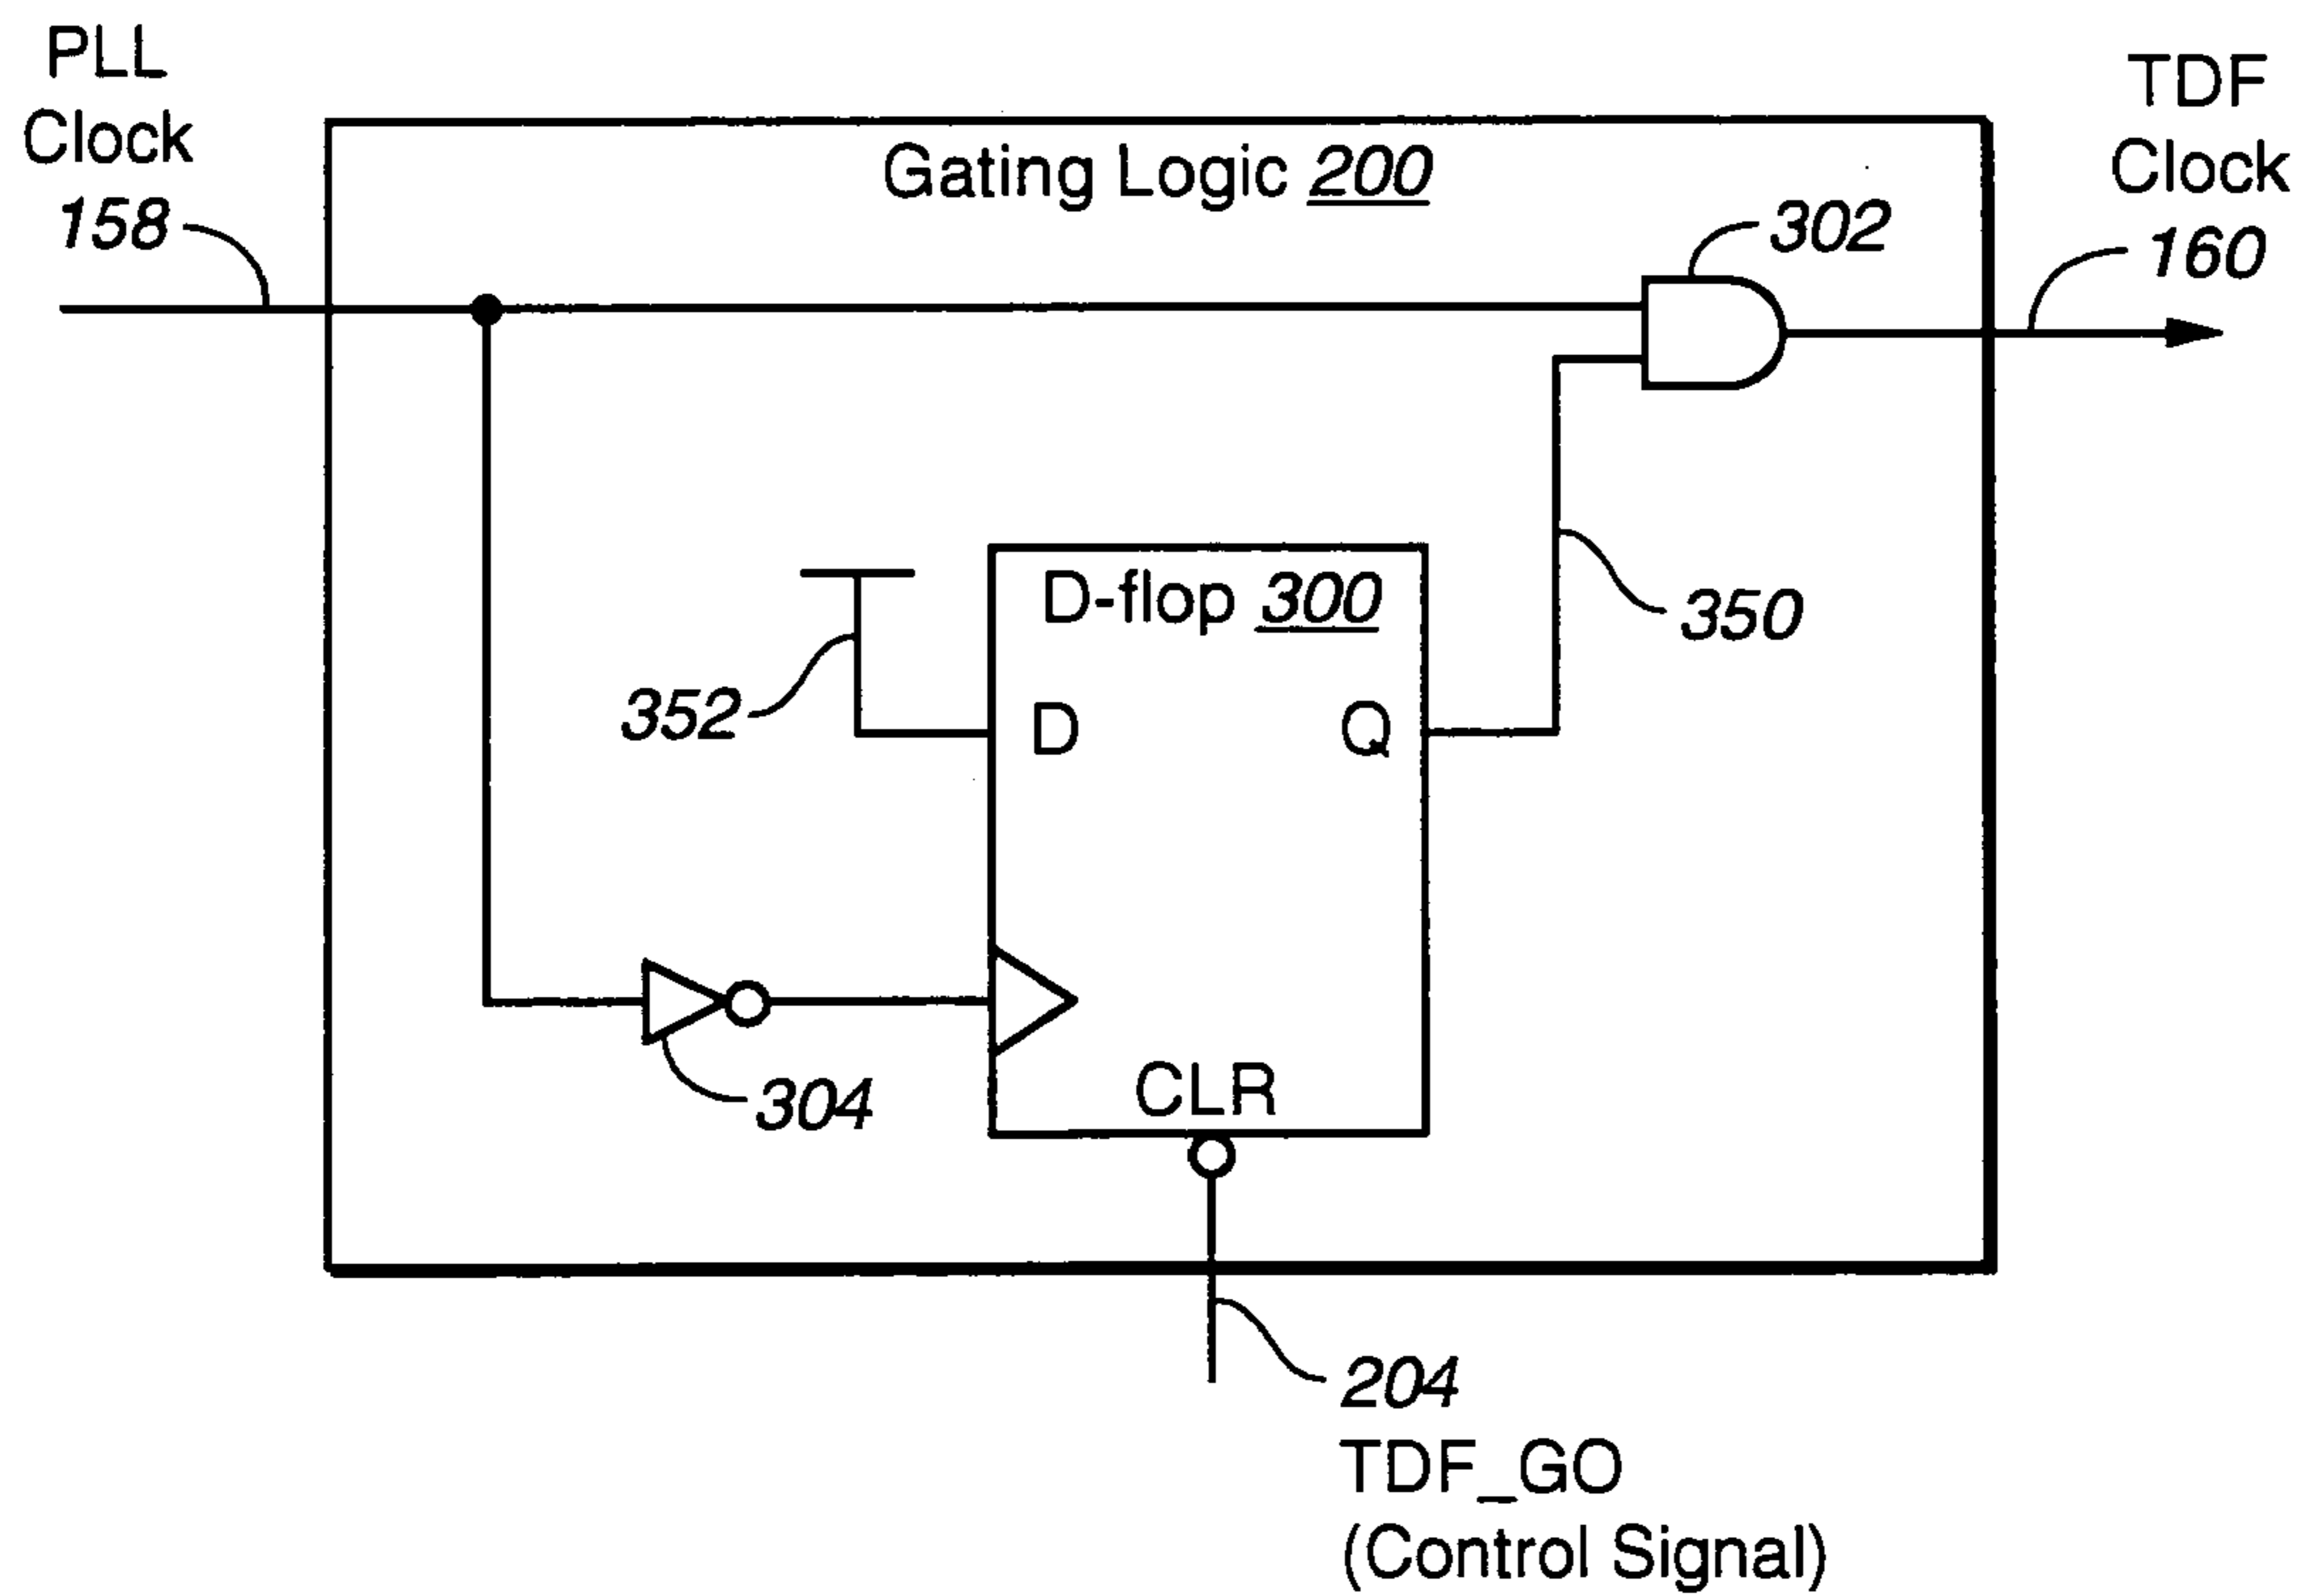 PLL
Clock
158
Gating Logic 200
TDF
Clock
160
302
D-flop 300
350
352
D
Q
304
CLR
204
TDF_GO
(Control Signal)